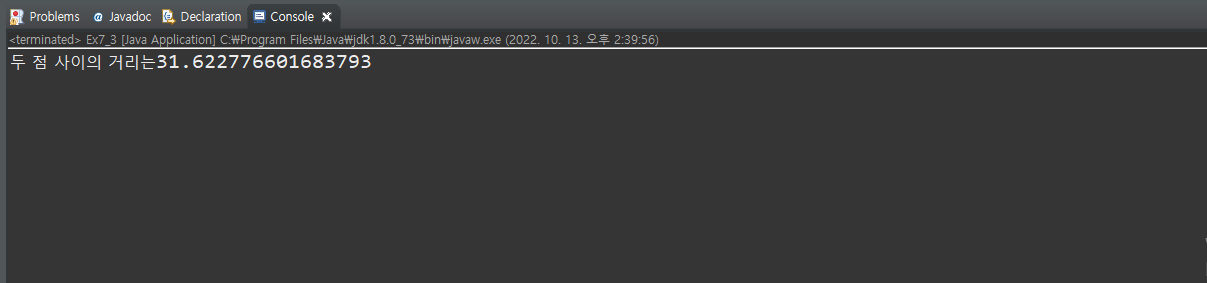 Problems @ Javadoc Declaration Console
<terminated> Ex7_3 [Java Application] C:₩Program Files₩Java₩jdk1.8.0_73₩bin₩javaw.exe (2022. 10. 13. 오후 2:39:56)
두 점 사이의 거리는31.622776601683793